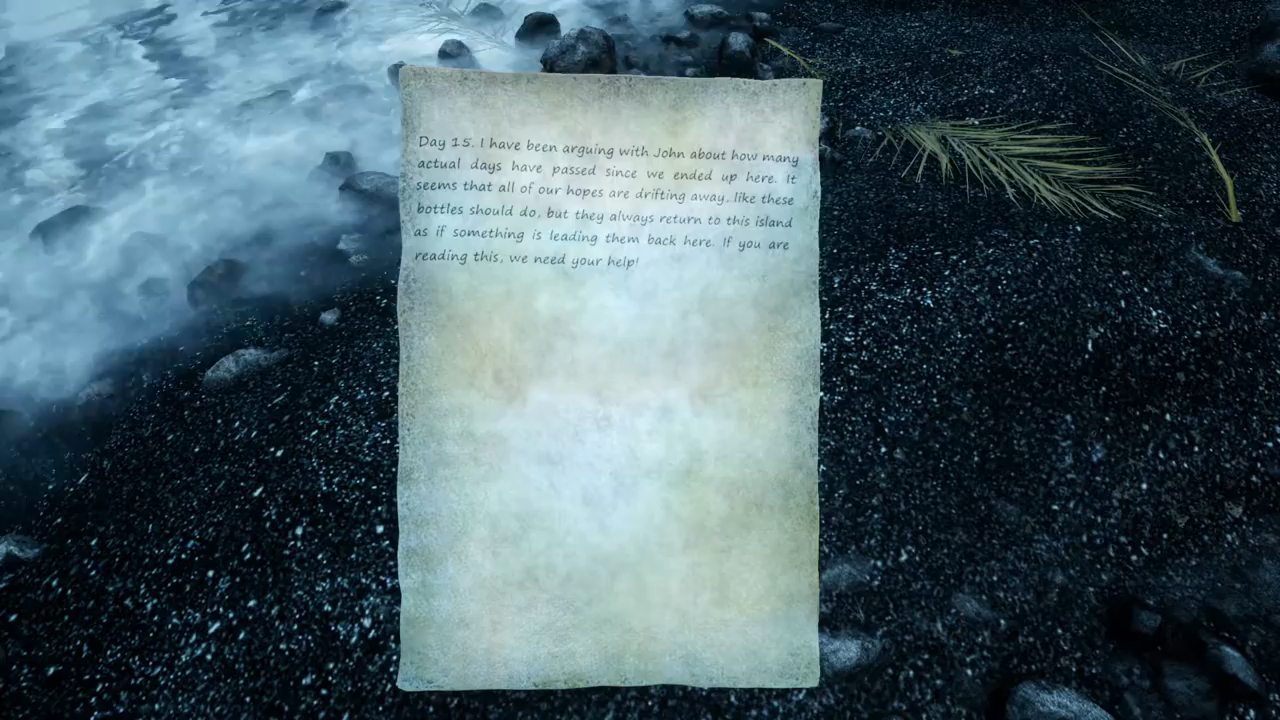 Day 15. I have been arguing with John about how many
actual days have passed since we ended up here. It
seems that all of our hopes are drifting away, like these
bottles should do, but they always return to this island
as if something is leading them back here. If you are
reading this, we need your help!